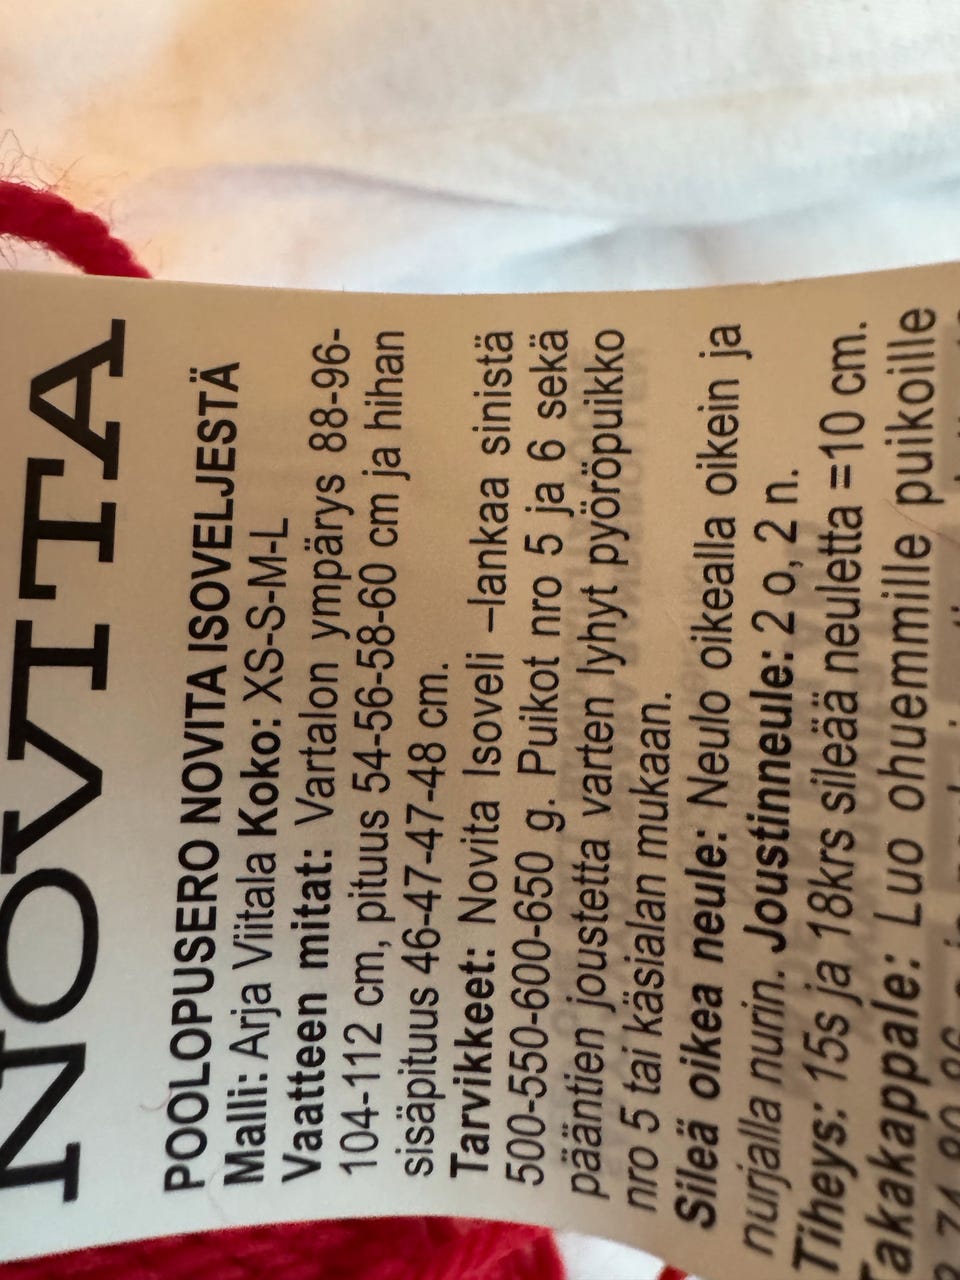 NOVITA
POOLOPUSERO NOVITA ISOVELJESTÄ
Malli: Arja Viitala Koko: XS-S-M-L
Vaatteen mitat: Vartalon ympärys 88-96-
104-112 cm, pituus 54-56-58-60 cm ja hihan
sisäpituus 46-47-47-48 cm.
Tarvikkeet: Novita Isoveli –lankaa sinistä
500-550-600-650 g. Puikot nro 5 ja 6 sekä
pääntien joustetta varten lyhyt pyöröpuikko
nro 5 tai käsialan mukaan.
Sileä oikea neule: Neulo oikealla oikein ja
nurjalla nurin. Joustinneule: 2 o, 2 n.
Tiheys: 15s ja 18krs sileää neuletta =10 cm.
Takakappale: Luo ohuemmille puikoille